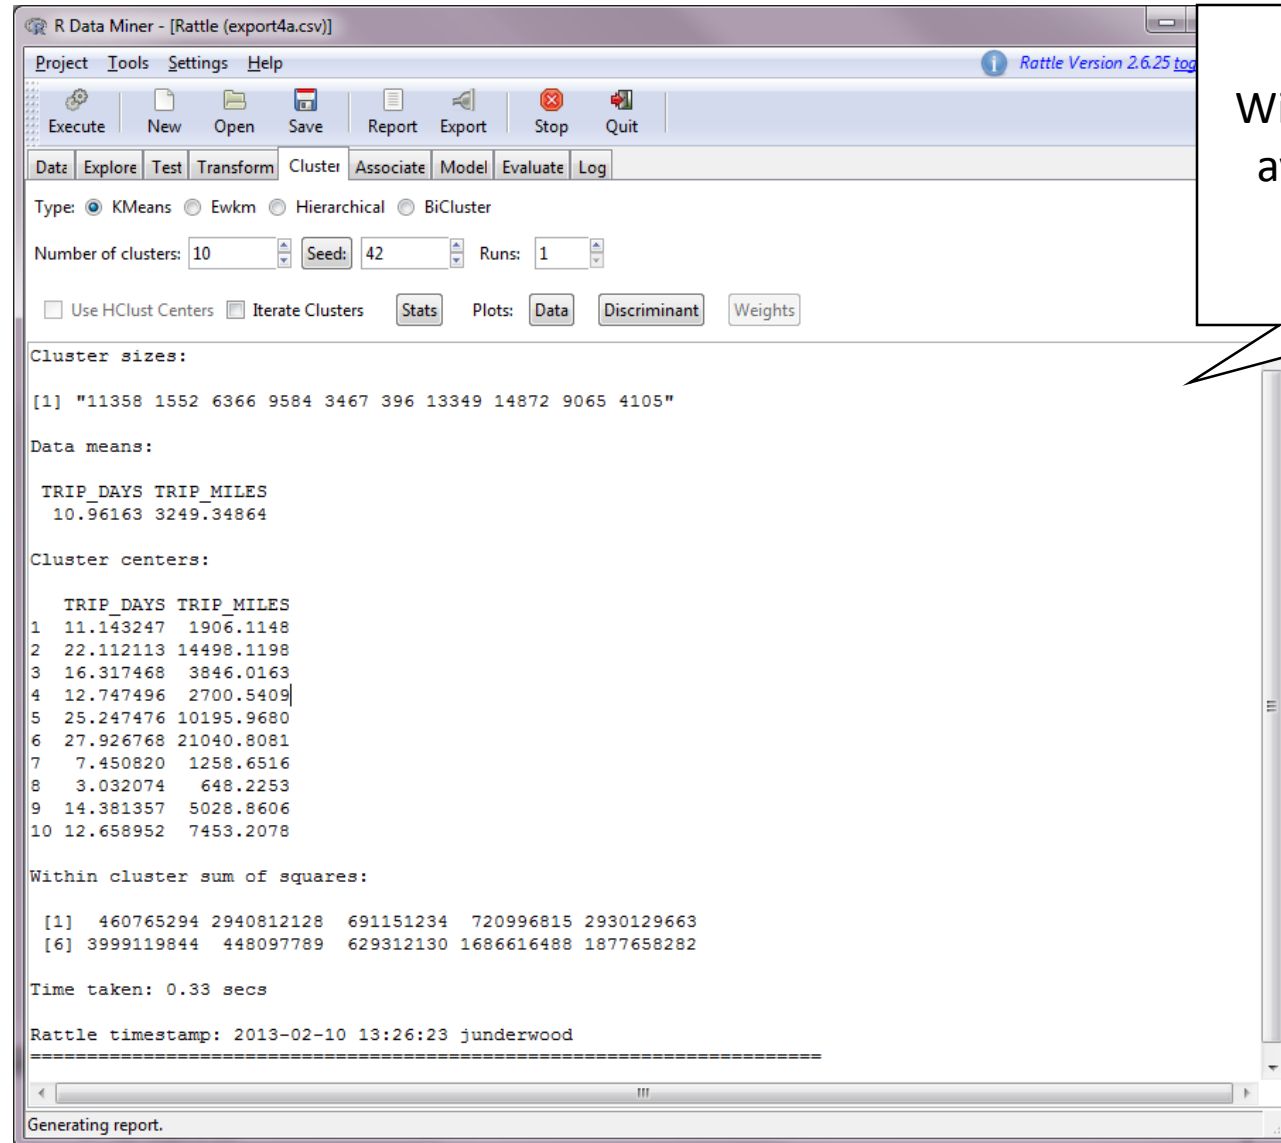 R Data Miner - [Rattle (export4a.csv)]
Project Tools Settings Help
Rattle Version 2.6.25
Execute New Open Save Report Export Stop Quit
Data Explore Test Transform Cluster Associate Model Evaluate Log
Type: KMeans Ewkm Hierarchical BiCluster
Number of clusters: 10 Seed: 42 Runs: 1
Use HClust Centers Iterate Clusters Stats Plots: Data Discriminant Weights
Cluster sizes:
[1] "11358 1552 6366 9584 3467 396 13349 14872 9065 4105"
Data means:
TRIP_DAYS TRIP_MILES
10.96163 3249.34864
Cluster centers:
TRIP_DAYS TRIP_MILES
1 11.143247 1906.1148
2 22.112113 14498.1198
3 16.317468 3846.0163
4 12.747496 2700.5409
5 25.247476 10195.9680
6 27.926768 21040.8081
7 7.450820 1258.6516
8 3.032074 648.2253
9 14.381357 5028.8606
10 12.658952 7453.2078
Within cluster sum of squares:
[1] 460765294 2940812128 691151234 720996815 2930129663
[6] 3999119844 448097789 629312130 1686616488 1877658282
Time taken: 0.33 secs
Rattle timestamp: 2013-02-10 13:26:23 junderwood
======================================================================
Generating report.